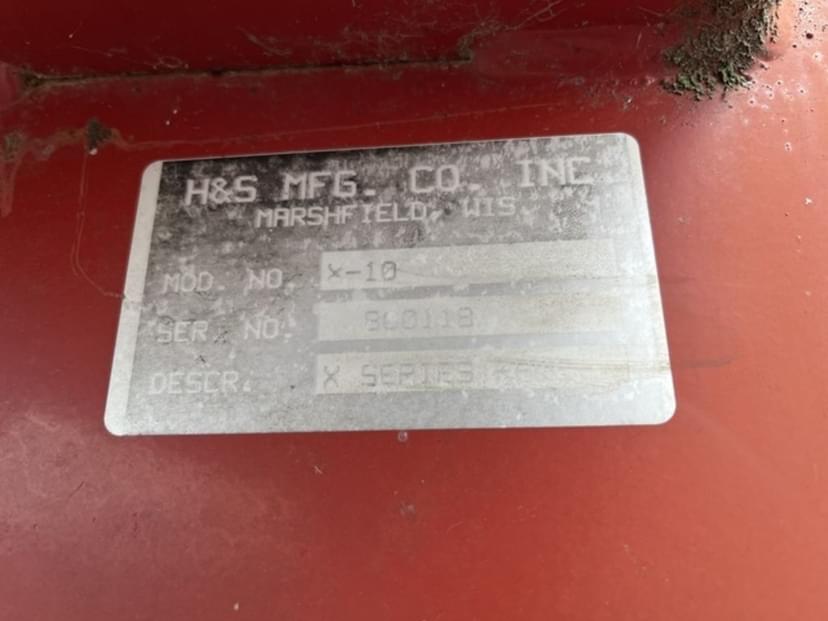 H&S MFG. CO. INC
MARSHFIELD, WIS.
MOD. NO. X-10
SER. NO.
DESCR. X SERIES